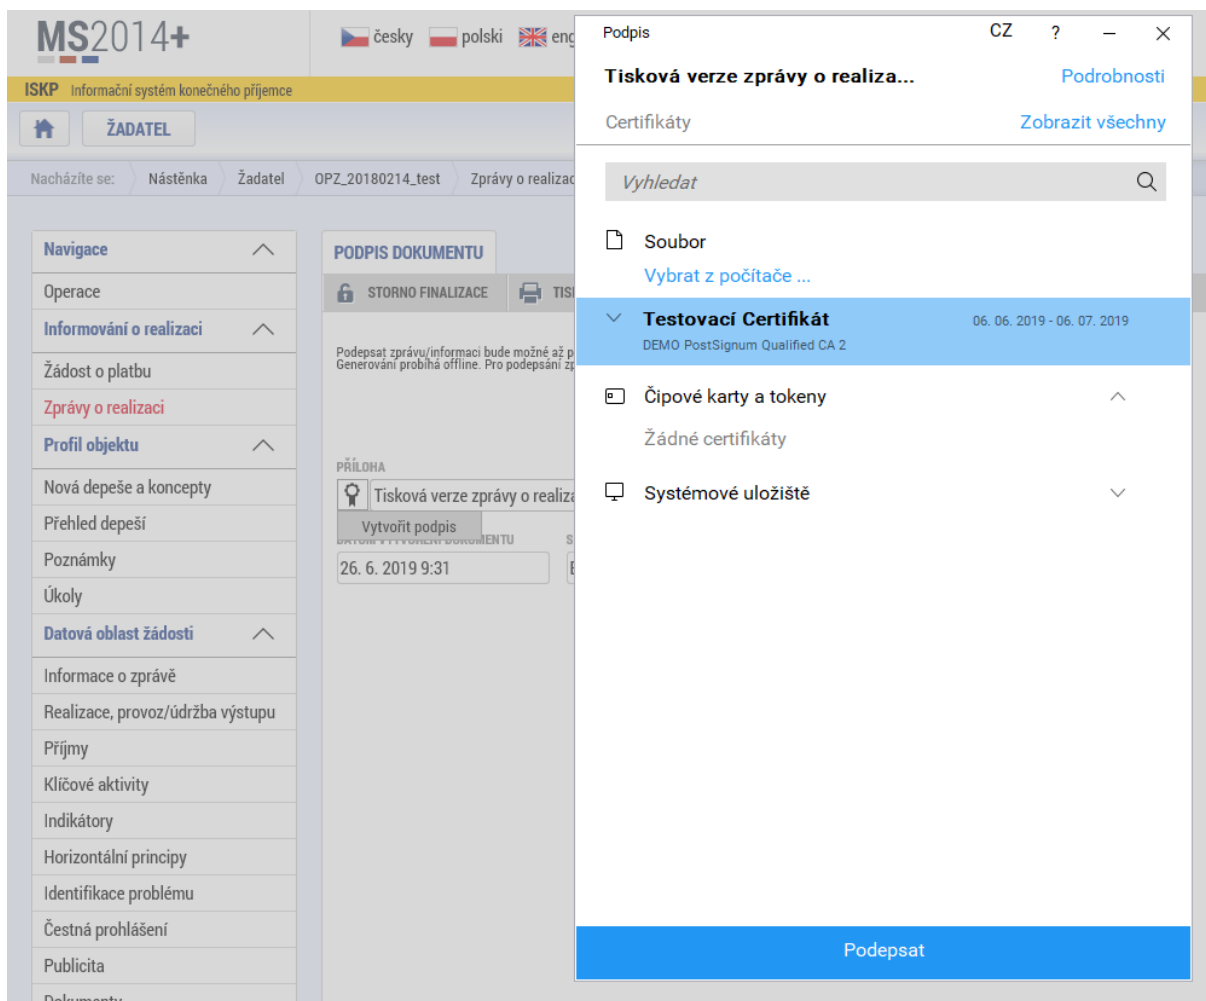 MS2014+
česky polski eng
ISKP Informační systém konečného příjemce
ŽADATEL
Nacházíte se: Nástěnka Žadatel OPZ_20180214_test Zprávy o realizac
Navigace
Operace
Informování o realizaci
Žádost o platbu
Zprávy o realizaci
Profil objektu
Nová depeše a koncepty
Přehled depeší
Poznámky
Úkoly
Datová oblast žádosti
Informace o zprávě
Realizace, provoz/údržba výstupu
Příjmy
Klíčové aktivity
Indikátory
Horizontální principy
Identifikace problému
Čestná prohlášení
Publicita
Dokumenty
PODPIS DOKUMENTU
STORNO FINALIZACE TIS
Podepsat zprávu/informaci bude možné až p
Generování probíhá offline. Pro podepsání zp
PŘÍLOHA
Tisková verze zprávy o realiza
Vytvořit podpis
DATUM VYTVOŘENÍ DOKUMENTU S
26. 6. 2019 9:31
Podpis CZ ? – ×
Tisková verze zprávy o realiza... Podrobnosti
Certifikáty Zobrazit všechny
Vyhledat
Soubor
Vybrat z počítače ...
Testovací Certifikát 06. 06. 2019 - 06. 07. 2019
DEMO PostSignum Qualified CA 2
Čipové karty a tokeny
Žádné certifikáty
Systémové uložiště
Podepsat